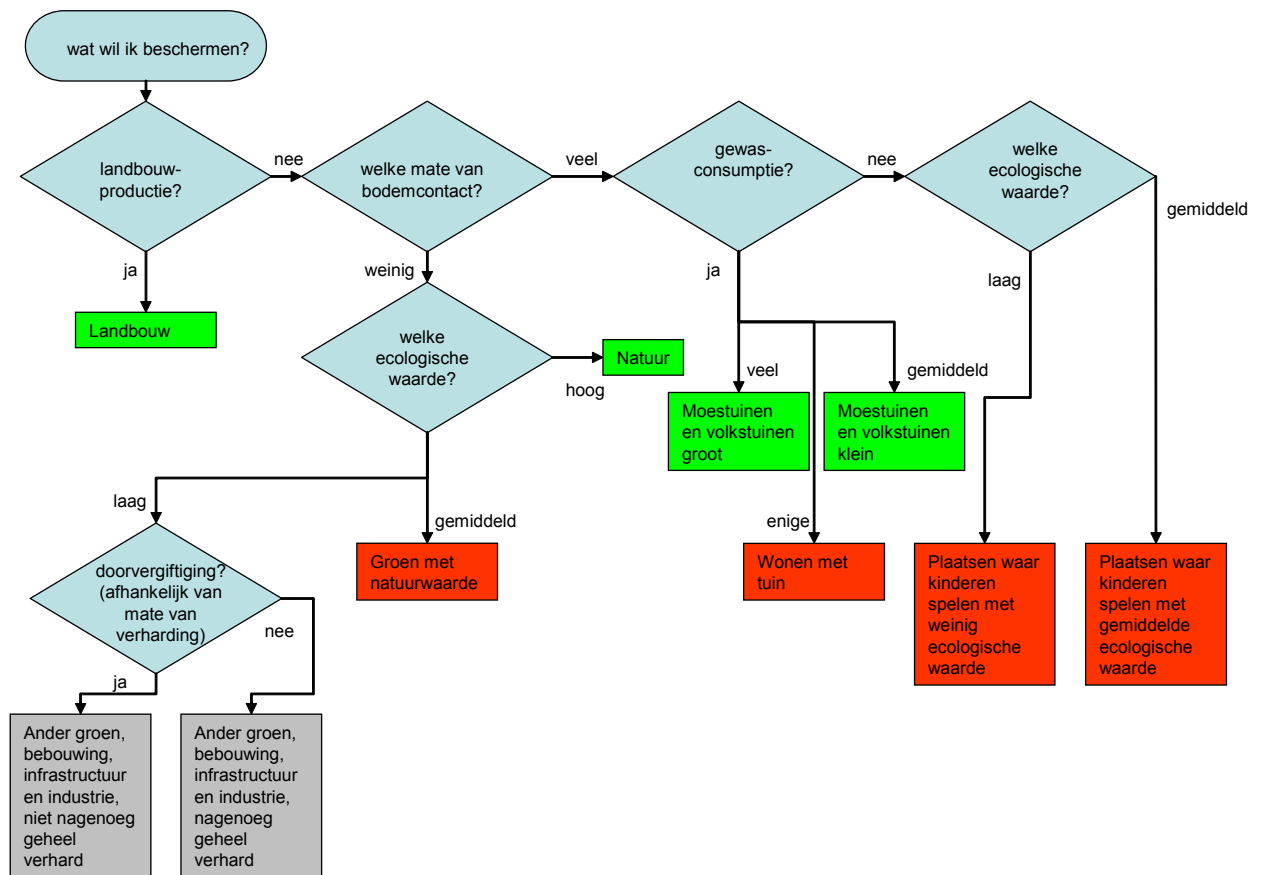 wat wil ik beschermen?
landbouw-
productie?
nee
welke mate van
bodemcontact?
veel
gewas-
consumptie?
nee
welke
ecologische
waarde?
gemiddeld
ja
weinig
ja
laag
Landbouw
welke
ecologische
waarde?
Natuur
hoog
veel
gemiddeld
Moestuinen
en volkstuinen
groot
Moestuinen
en volkstuinen
klein
laag
gemiddeld
enige
doorvergiftiging?
(afhankelijk van
mate van
verharding)
nee
ja
Groen met
natuurwaarde
Wonen met
tuin
Plaatsen waar
kinderen
spelen met
weinig
ecologische
waarde
Plaatsen waar
kinderen
spelen met
gemiddelde
ecologische
waarde
Ander groen,
bebouwing,
infrastructuur
en industrie,
niet nagenoeg
geheel
verhard
Ander groen,
bebouwing,
infrastructuur
en industrie,
nagenoeg
geheel
verhard